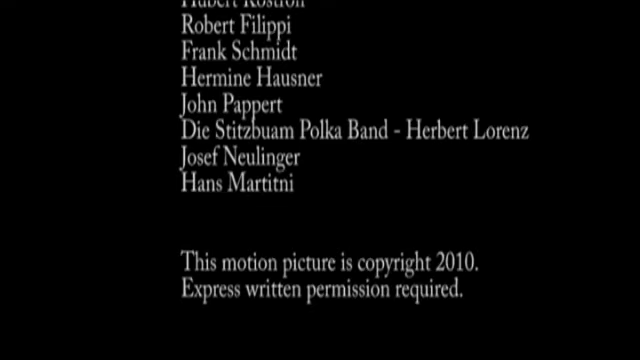 Robert Filippi
Frank Schmidt
Hermine Hausner
John Pappert
Die Stitzbuam Polka Band - Herbert Lorenz
Josef Neulinger
Hans Martitni
This motion picture is copyright 2010.
Express written permission required.